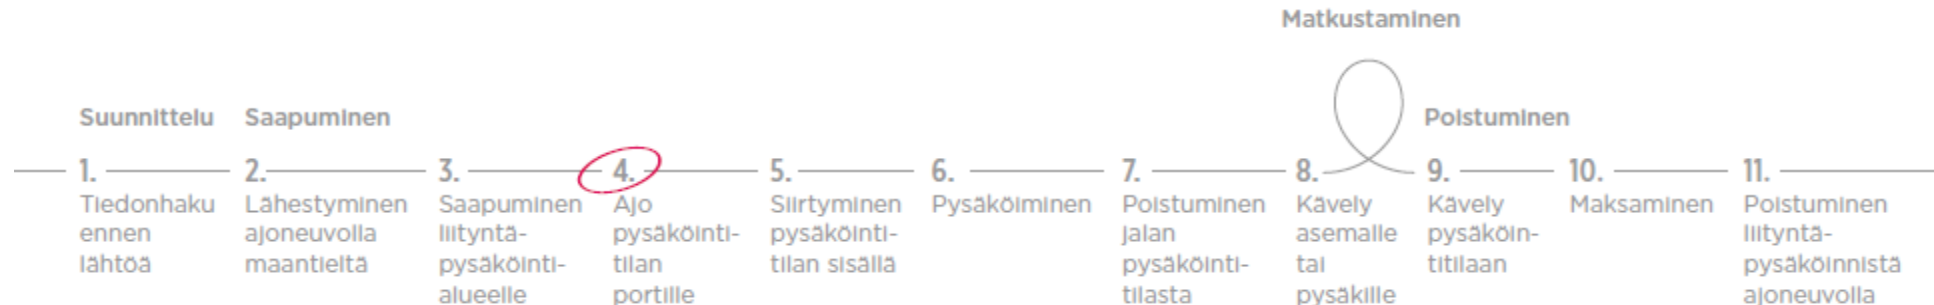 Matkustaminen
Suunnittelu
Saapuminen
Poistuminen
1.
Tiedonhaku
ennen
lähtöä
2.
Lähestyminen
ajoneuvolla
maantieltä
3.
Saapuminen
liityntä-
pysäköinti-
alueelle
4.
Ajo
pysäköinti-
tilan
portille
5.
Siirtyminen
pysäköinti-
tilan sisällä
6.
Pysäköiminen
7.
Poistuminen
jalan
pysäköinti-
tilasta
8.
Kävely
asemalle
tai
pysäkille
9.
Kävely
pysäköin-
titilaan
10.
Maksaminen
11.
Poistuminen
liityntä-
pysäköinnistä
ajoneuvolla